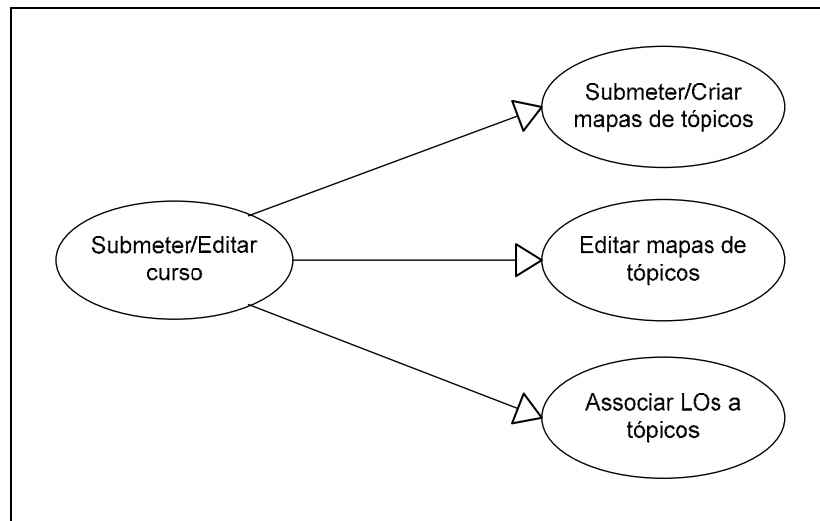 Submeter/Criar
mapas de tópicos
Submeter/Editar
curso
Editar mapas de
tópicos
Associar LOs a
tópicos